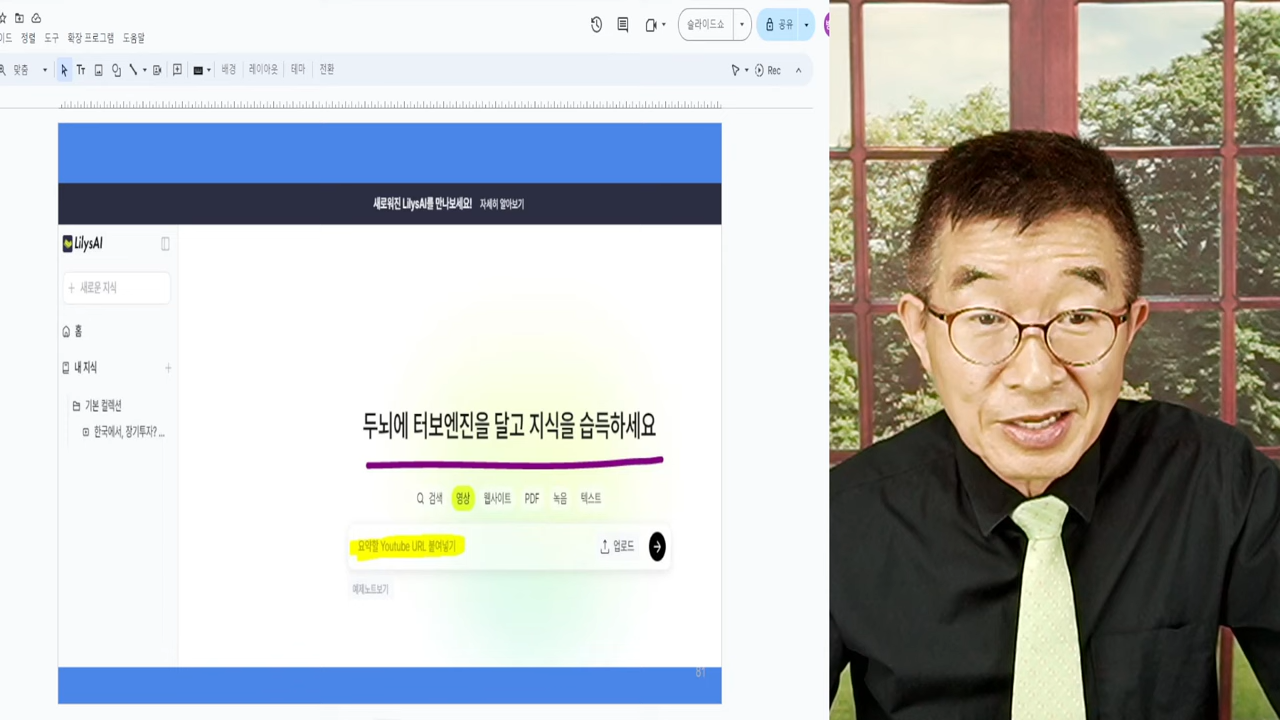 정렬 도구 확장 프로그램 도움말
슬라이드쇼
공유
맞춤
배경 레이아웃 테마 전환
Rec
새로워진 LilysAI를 만나보세요! 자세히 알아보기
LilysAI
+ 새로운 지식
홈
내 지식 +
기본 컬렉션
한국에서, 장기투자? ...
두뇌에 터보엔진을 달고 지식을 습득하세요
검색 영상 웹사이트 PDF 녹음 텍스트
요약할 Youtube URL 붙여넣기
업로드
예제노트보기
81